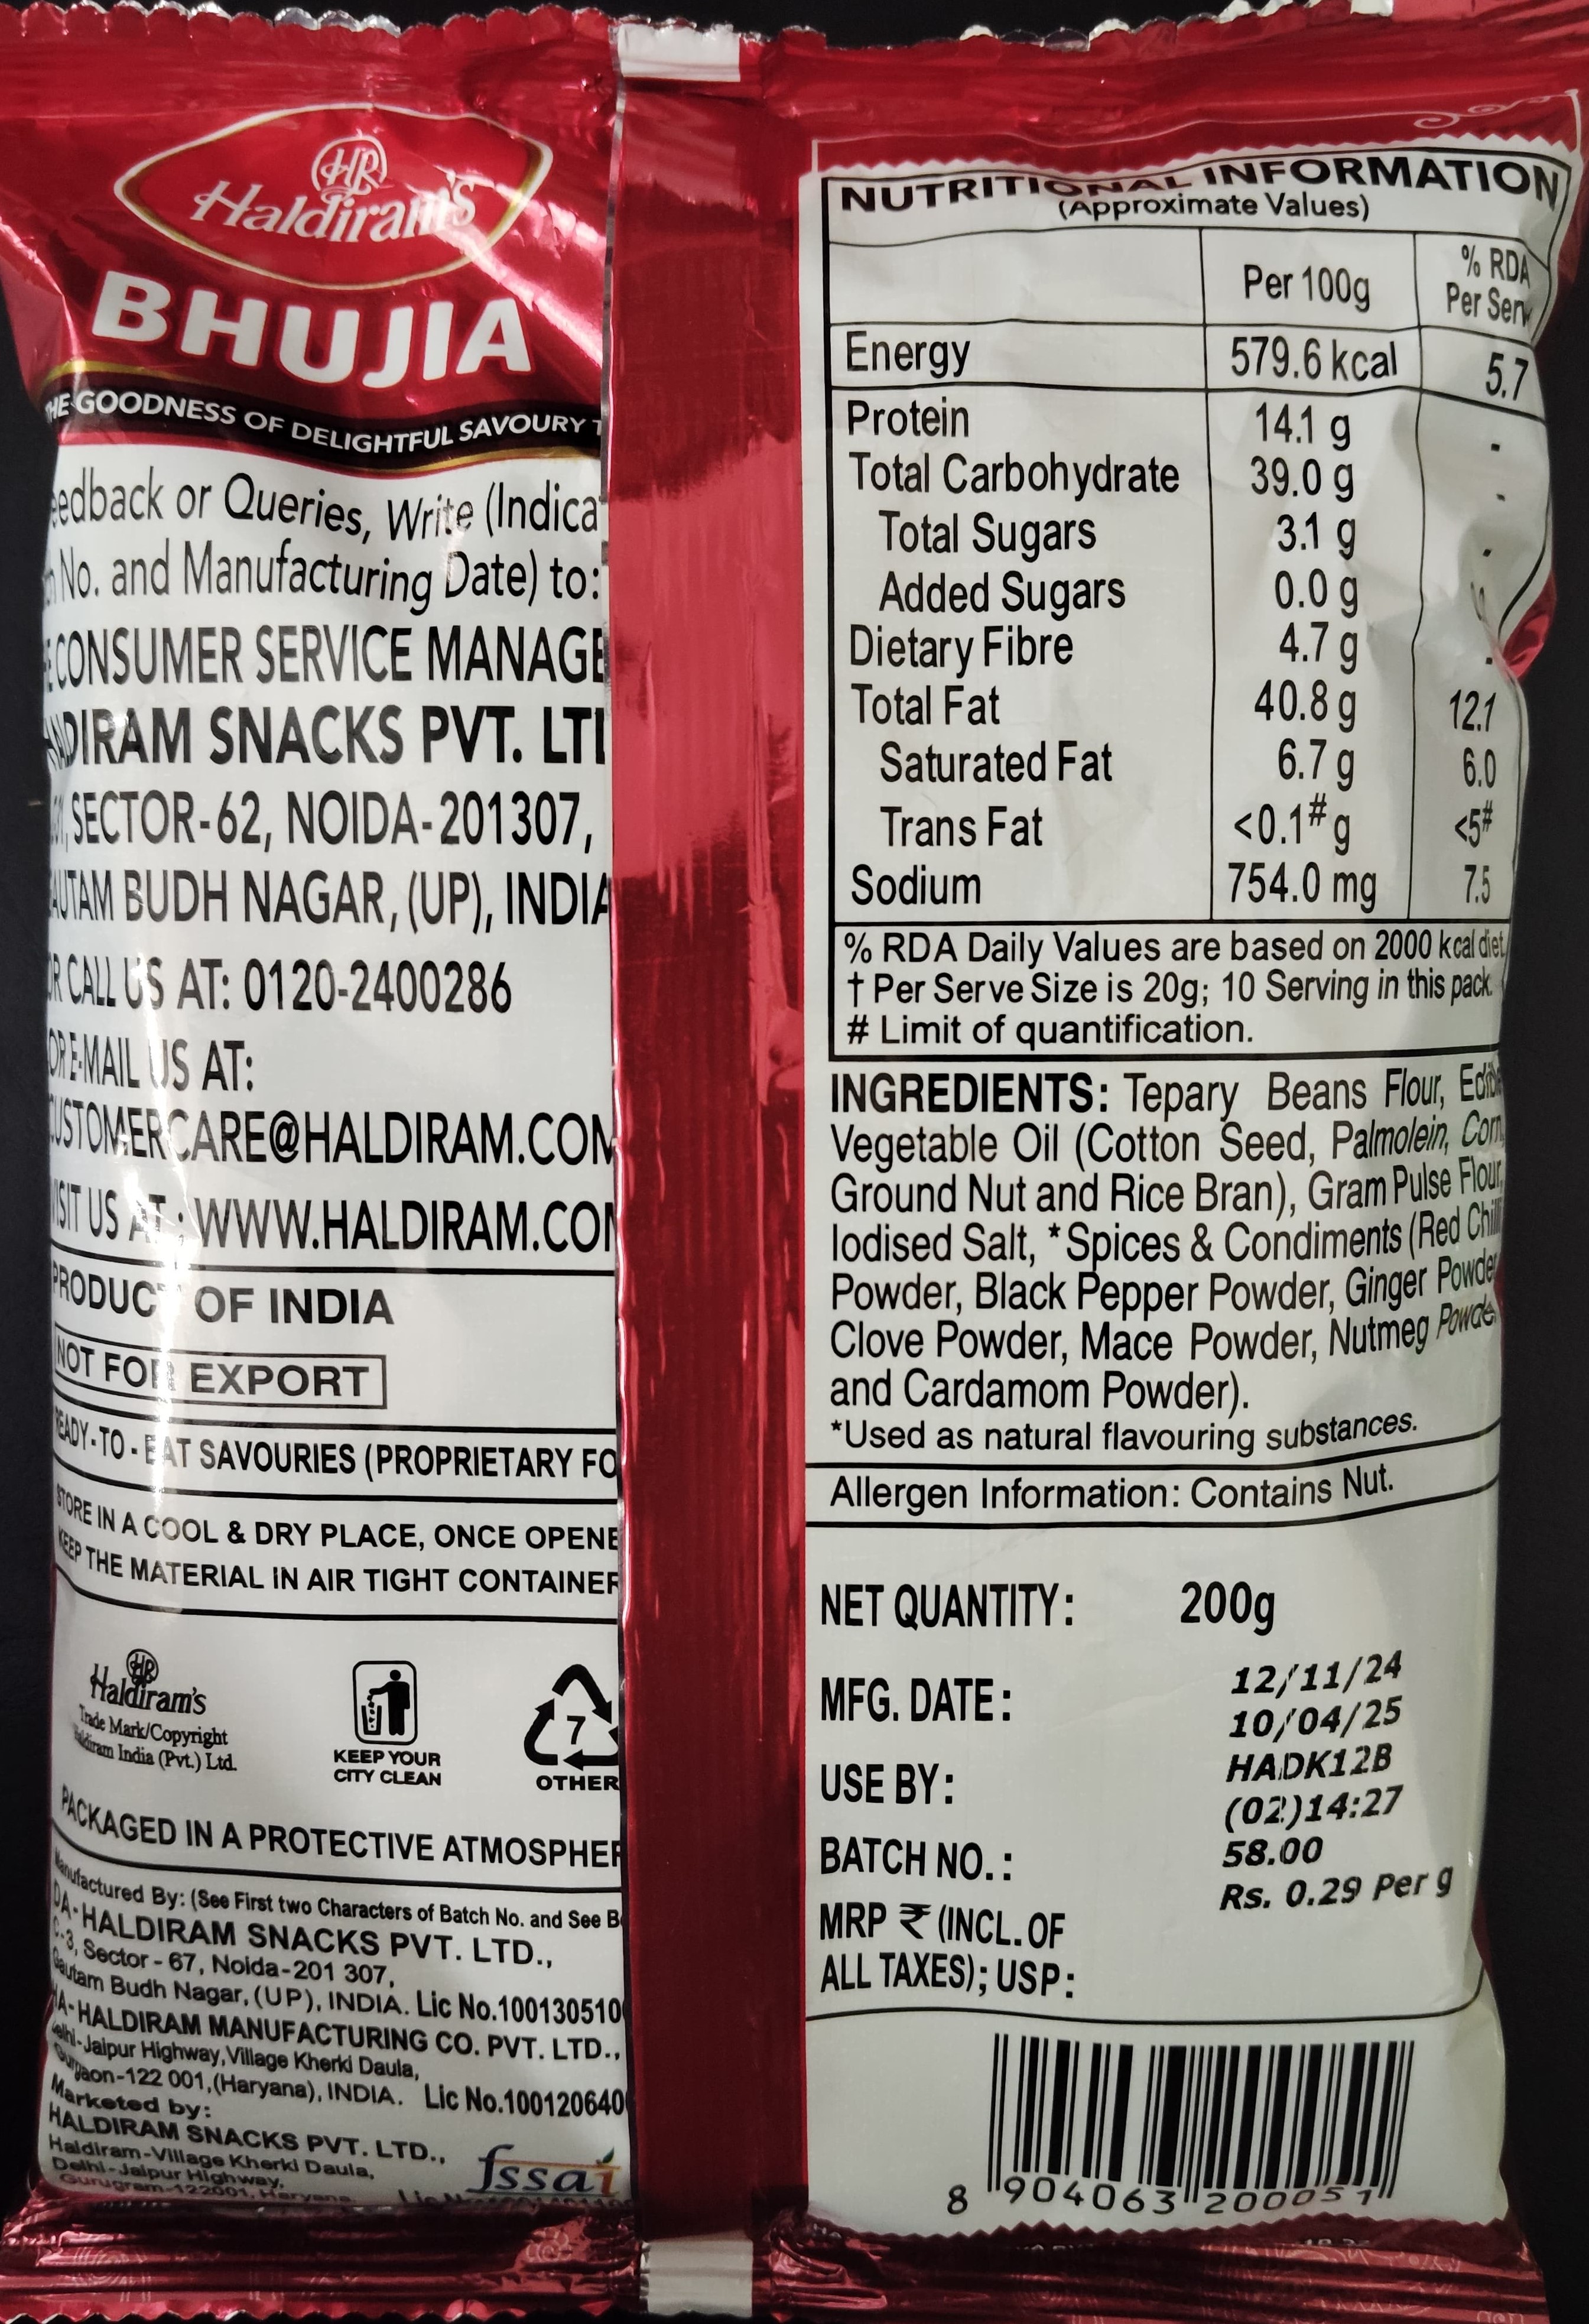 HR
Haldiram's
BHUJIA
THE GOODNESS OF DELIGHTFUL SAVOURY
or Queries, Write
No. and Manufacturing Date) to:
CONSUMER SERVICE
SNACKS PVT.
SECTOR-62, NOIDA-201307,
BUDH NAGAR, (UP), INDIA
CALL US AT: 0120-2400286
E-MAIL US AT:
CUSTOMERCARE@HALDIRAM.COM
VISIT US AT : WWW.HALDIRAM.COM
PRODUCT OF INDIA
NOT FOR EXPORT
READY-TO-EAT SAVOURIES (PROPRIETARY
STORE IN A COOL & DRY PLACE, ONCE
KEEP THE MATERIAL IN AIR TIGHT CONTAINER
HR
Haldiram's
Trade Mark/Copyright
Haldiram India (Pvt.) Ltd.
KEEP YOUR
CITY CLEAN
7
OTHER
PACKAGED IN A PROTECTIVE
Manufactured By: (See First two Characters of Batch No. and See
DA-HALDIRAM SNACKS PVT. LTD.,
C-3, Sector - 67, Noida-201 307,
Gautam Budh Nagar, (UP), INDIA. Lic No.100130510
HA-HALDIRAM MANUFACTURING CO. PVT. LTD.,
Delhi-Jaipur Highway, Village Kherki Daula,
Gurgaon-122 001,(Haryana), INDIA. Lic No.100120640
Marketed by:
HALDIRAM SNACKS PVT. LTD.,
Haldiram-Village Kherki Daula,
Delhi-Jaipur Highway,
Gurugram-122001, Haryana
fssai
NUTRITIONAL INFORMATION
(Approximate Values)
Per 100g % RDA
Per Serv
Energy 579.6 kcal 5.7
Protein 14.1 g -
Total Carbohydrate 39.0 g -
Total Sugars 3.1 g -
Added Sugars 0.0 g
Dietary Fibre 4.7 g -
Total Fat 40.8 g 12.1
Saturated Fat 6.7 g 6.0
Trans Fat <0.1# g <5#
Sodium 754.0 mg 7.5
% RDA Daily Values are based on 2000 kcal diet
† Per Serve Size is 20g; 10 Serving in this pack.
# Limit of quantification.
INGREDIENTS: Tepary Beans Flour, Edible
Vegetable Oil (Cotton Seed, Palmolein, Corn,
Ground Nut and Rice Bran), Gram Pulse Flour,
Iodised Salt, *Spices & Condiments (Red Chilli
Powder, Black Pepper Powder, Ginger Powder
Clove Powder, Mace Powder, Nutmeg Powder
and Cardamom Powder).
*Used as natural flavouring substances.
Allergen Information: Contains Nut.
NET QUANTITY: 200g
MFG. DATE: 12/11/24
10/04/25
USE BY: HADK12B
(02)14:27
BATCH NO.: 58.00
Rs. 0.29 Per g
MRP ₹ (INCL. OF
ALL TAXES); USP:
8 904063 200051